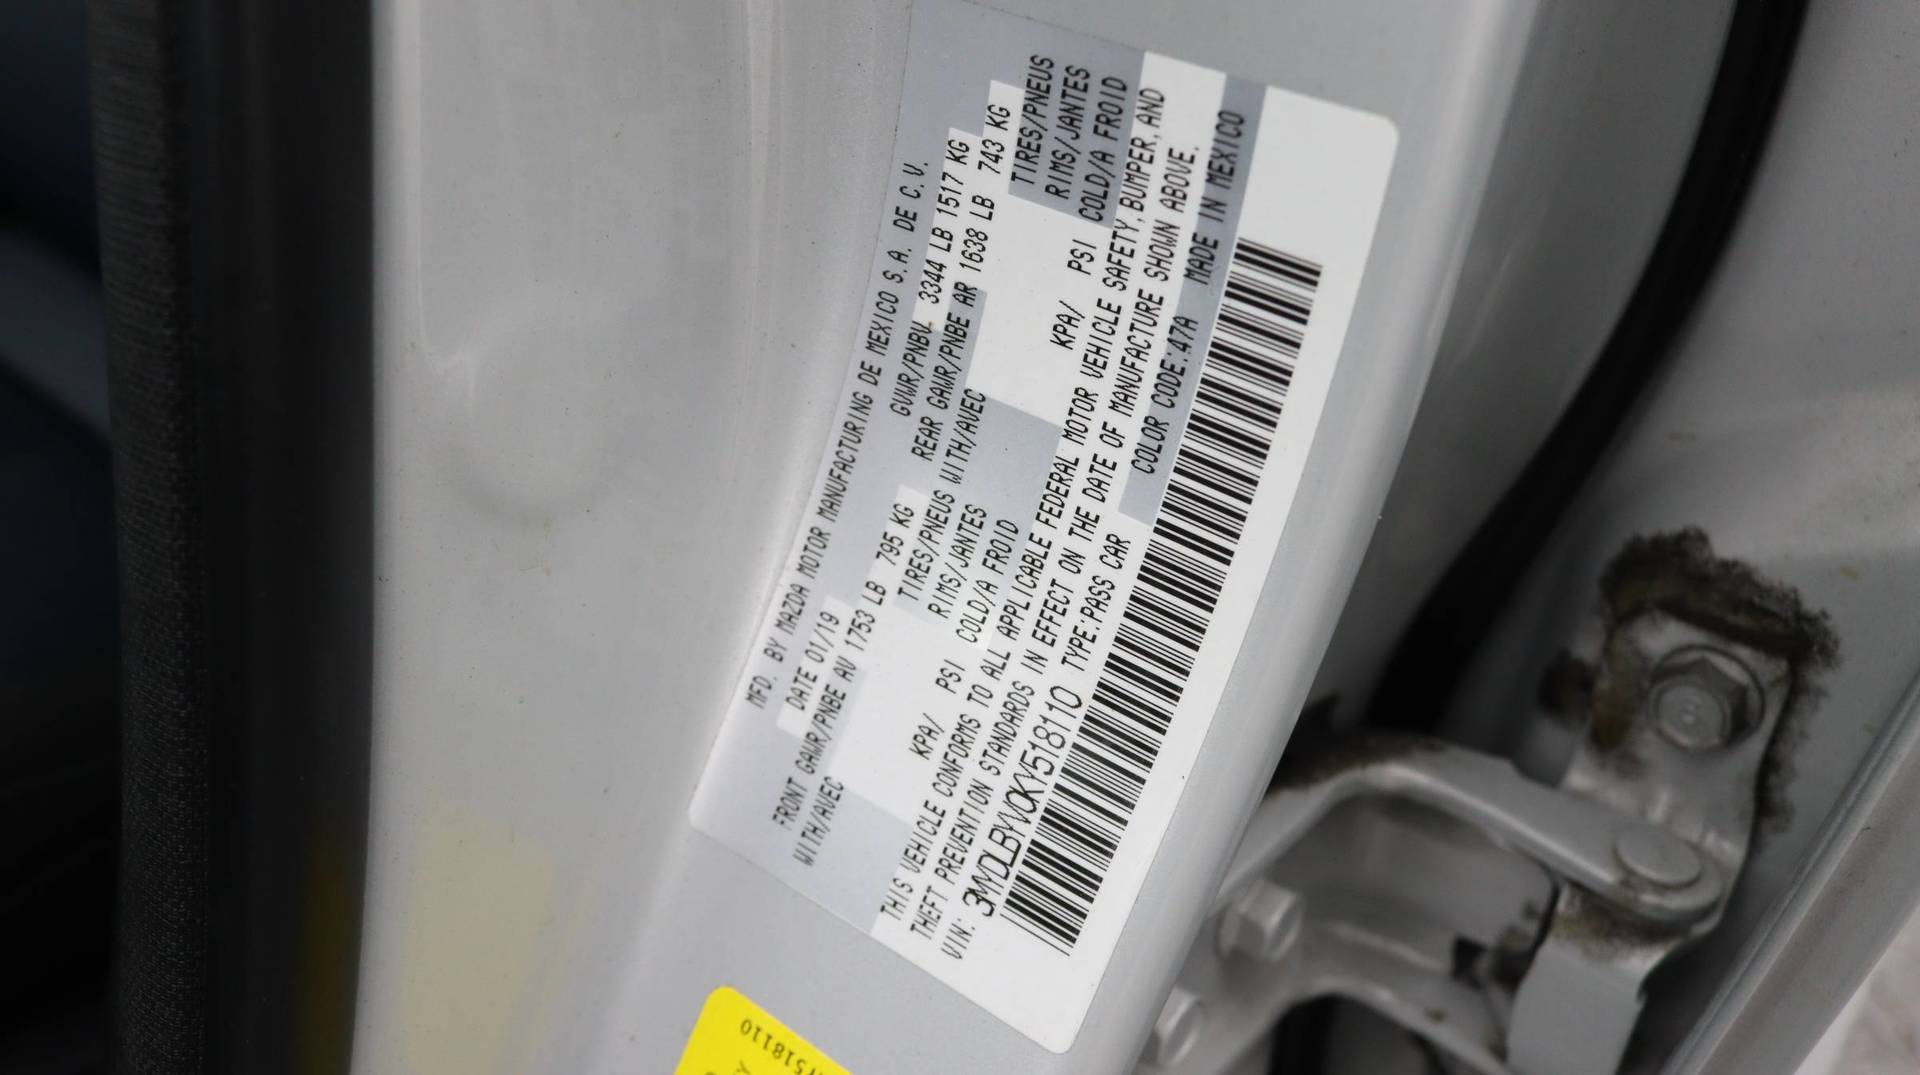 MFD. BY MAZDA MOTOR MANUFACTURING DE MEXICO S.A. DE C.V.
DATE 01/19 GVWR/PNBV 3344 LB 1517 KG
FRONT GAWR/PNBE AV 1753 LB 795 KG REAR GAWR/PNBE AR 1638 LB 743 KG
WITH/AVEC TIRES/PNEUS WITH/AVEC TIRES/PNEUS
RIMS/JANTES RIMS/JANTES
KPA/ PSI COLD/A FROID KPA/ PSI COLD/A FROID
THIS VEHICLE CONFORMS TO ALL APPLICABLE FEDERAL MOTOR VEHICLE SAFETY, BUMPER, AND
THEFT PREVENTION STANDARDS IN EFFECT ON THE DATE OF MANUFACTURE SHOWN ABOVE.
VIN: 3MYDLBYV0KY518110 TYPE:PASS CAR COLOR CODE:47A MADE IN MEXICO
Y518110